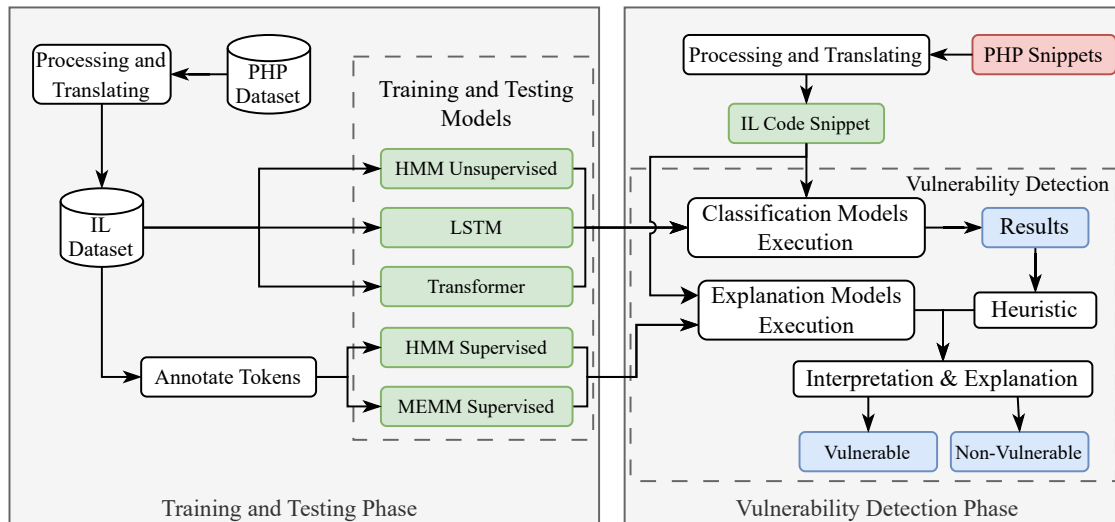 Processing and
Translating
PHP
Dataset
Training and Testing
Models
HMM Unsupervised
IL
Dataset
LSTM
Transformer
HMM Supervised
Annotate Tokens
MEMM Supervised
Training and Testing Phase
Processing and Translating
PHP Snippets
IL Code Snippet
Vulnerability Detection
Classification Models
Execution
Results
Explanation Models
Execution
Heuristic
Interpretation & Explanation
Vulnerable
Non-Vulnerable
Vulnerability Detection Phase